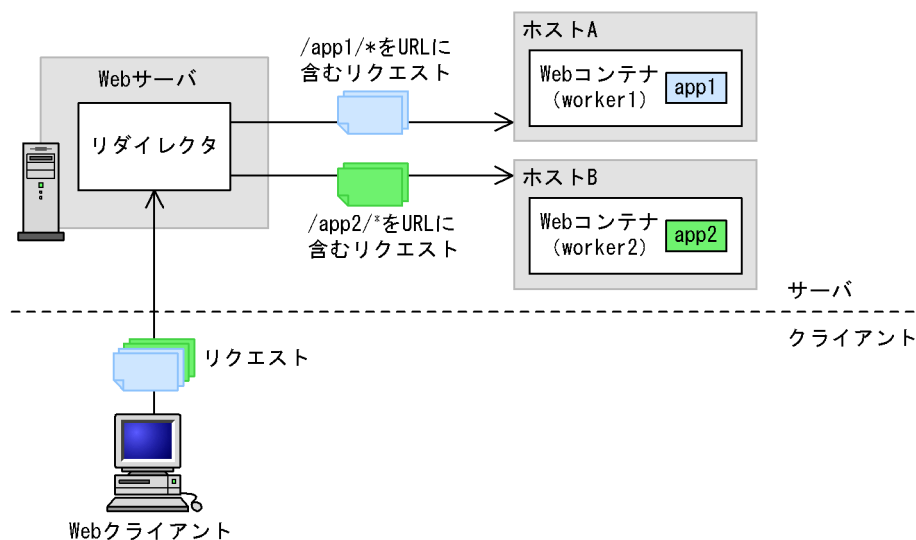 ホストA
/app1/*をURLに
含むリクエスト
Webサーバ
Webコンテナ
(worker1)
app1
リダイレクタ
ホストB
/app2/*をURLに
含むリクエスト
Webコンテナ
(worker2)
app2
サーバ
クライアント
リクエスト
Webクライアント